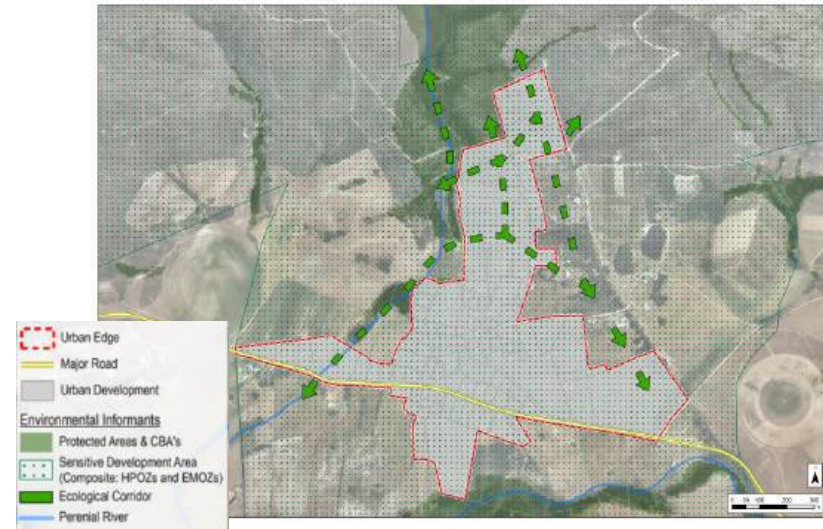 Urban Edge
Major Road
Urban Development
Environmental Informants
Protected Areas & CBA's
Sensitive Development Area
(Composite: HPOZs and EMOZs)
Ecological Corridor
Perenial River